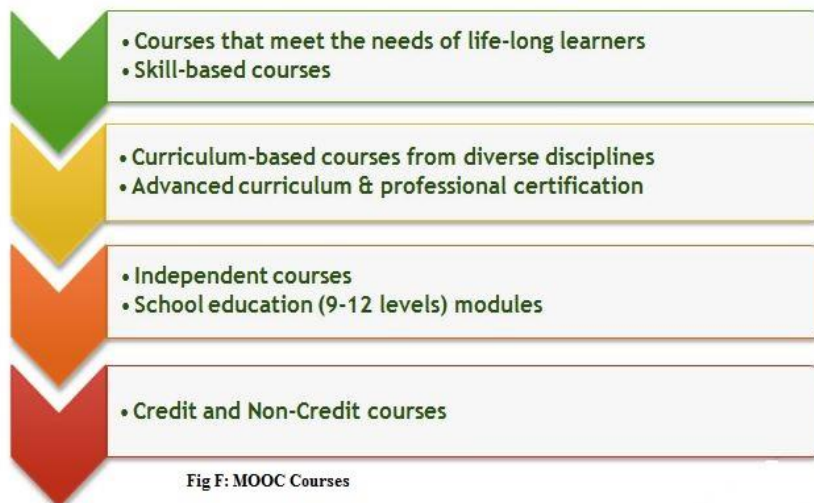 • Courses that meet the needs of life-long learners
• Skill-based courses
• Curriculum-based courses from diverse disciplines
• Advanced curriculum & professional certification
• Independent courses
• School education (9-12 levels) modules
• Credit and Non-Credit courses
Fig F: MOOC Courses